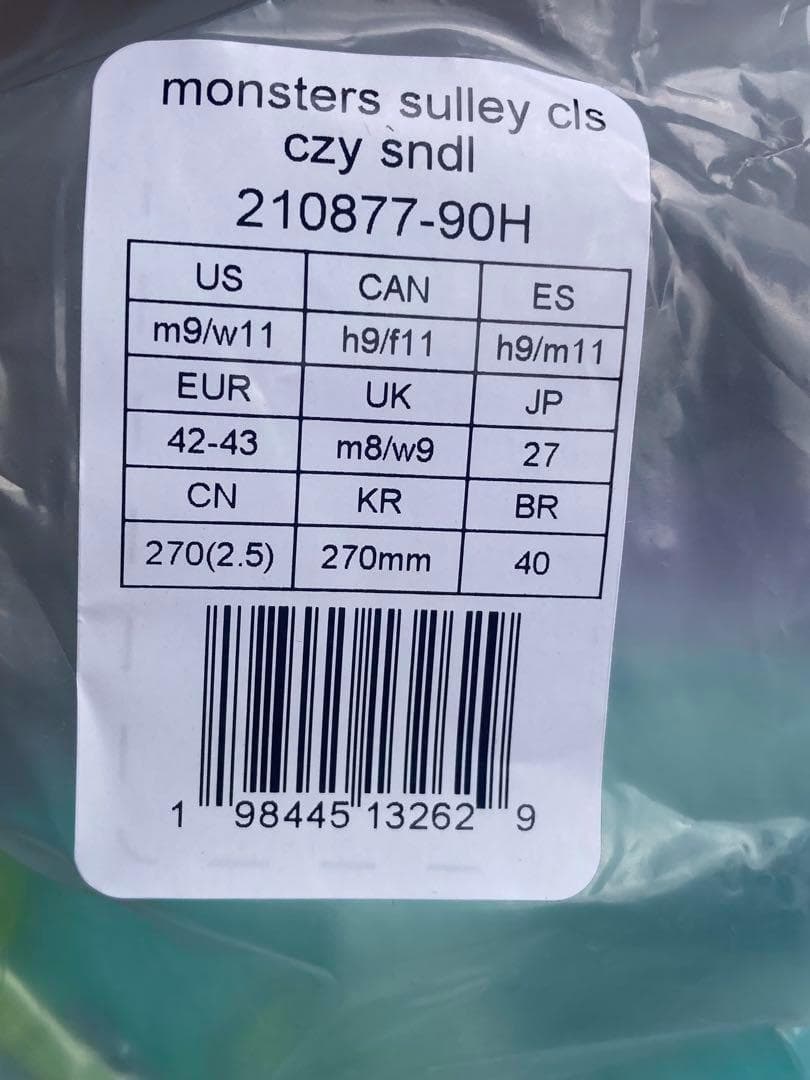 monsters sulley cls
czy sndl
210877-90H
US CAN ES
m9/w11 h9/f11 h9/m11
EUR UK JP
42-43 m8/w9 27
CN KR BR
270(2.5) 270mm 40
1 98445 13262 9